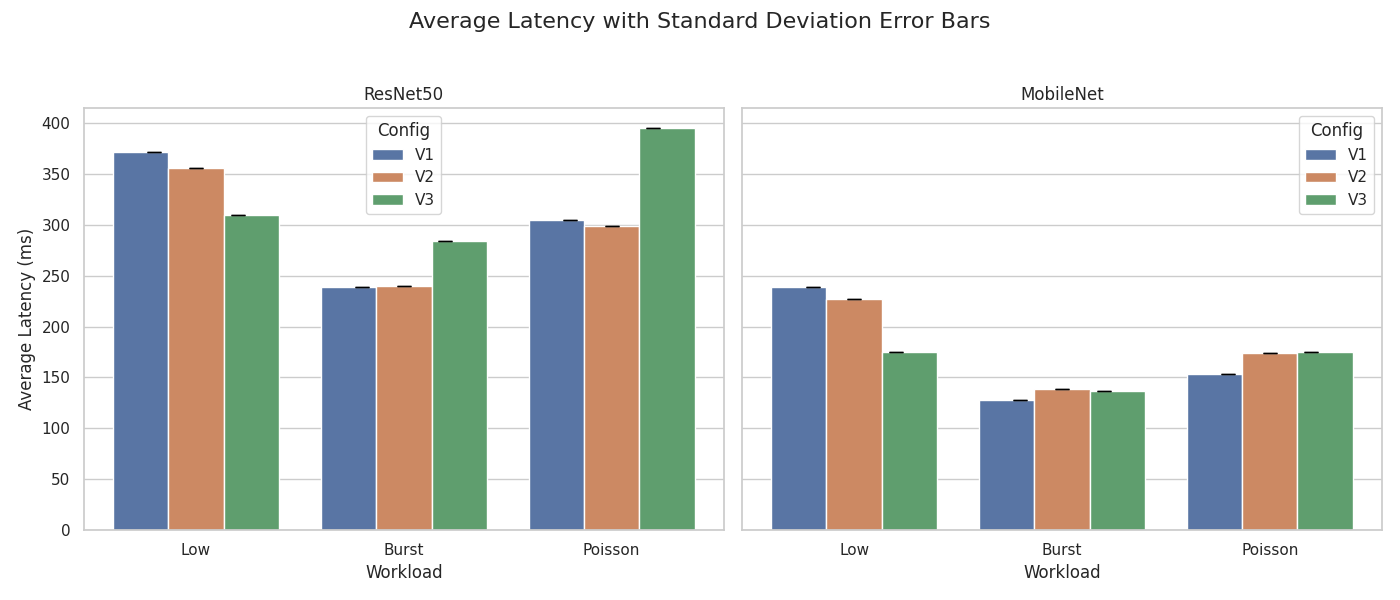 Average Latency with Standard Deviation Error Bars
ResNet50
Average Latency (ms)
400
350
300
250
200
150
100
50
0
Config
V1
V2
V3
Low
Burst
Poisson
Workload
MobileNet
Config
V1
V2
V3
Low
Burst
Poisson
Workload